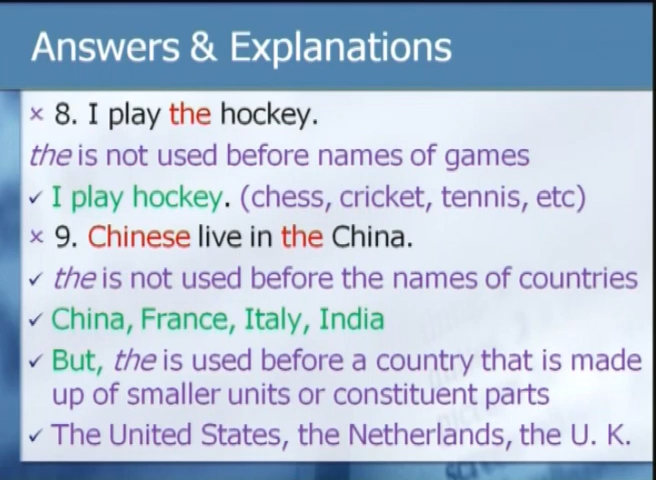 Answers & Explanations
× 8. I play the hockey.
the is not used before names of games
✓ I play hockey. (chess, cricket, tennis, etc)
× 9. Chinese live in the China.
✓ the is not used before the names of countries
✓ China, France, Italy, India
✓ But, the is used before a country that is made
up of smaller units or constituent parts
✓ The United States, the Netherlands, the U. K.